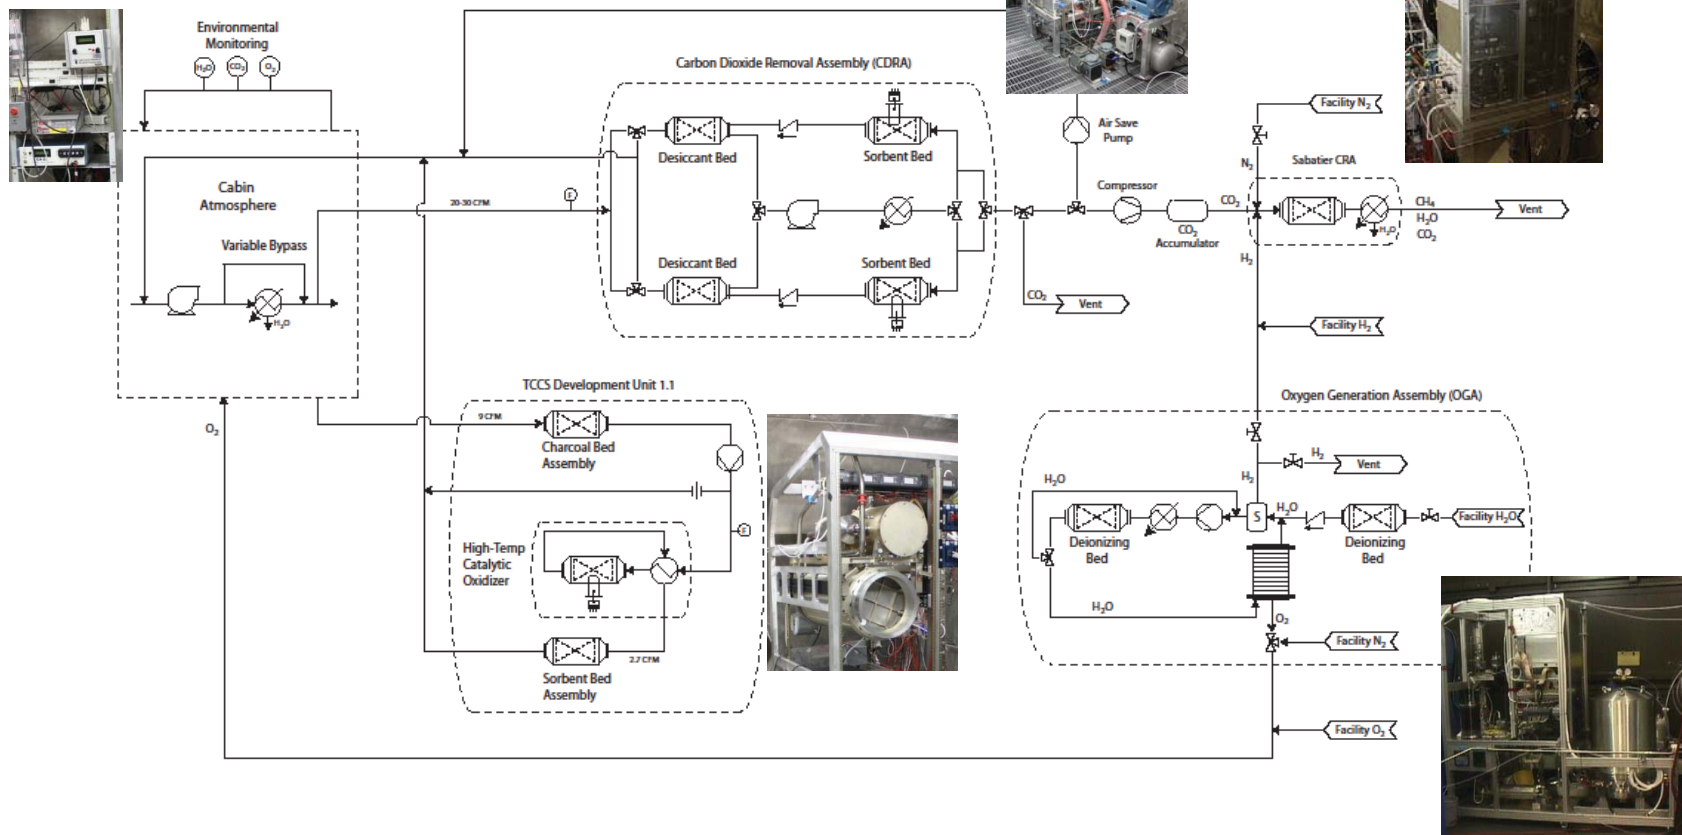 Environmental
Monitoring
H2O
CO2
O2
Carbon Dioxide Removal Assembly (CDRA)
Facility N2
Air Save
Pump
Desiccant Bed
Sorbent Bed
N2
Sabatier CRA
Cabin
Atmosphere
20-30 CFM
F
Compressor
CO2
CO2
Accumulator
CH4
H2O
CO2
H2O
Vent
Variable Bypass
H2O
Desiccant Bed
Sorbent Bed
H2
CO2
Vent
Facility H2
TCCS Development Unit 1.1
Oxygen Generation Assembly (OGA)
O2
9 CFM
Charcoal Bed
Assembly
H2
Vent
H2O
H2
S
H2O
Facility H2O
Deionizing
Bed
Deionizing
Bed
F
High-Temp
Catalytic
Oxidizer
H2O
O2
Facility N2
2.7 CFM
Sorbent Bed
Assembly
Facility O2